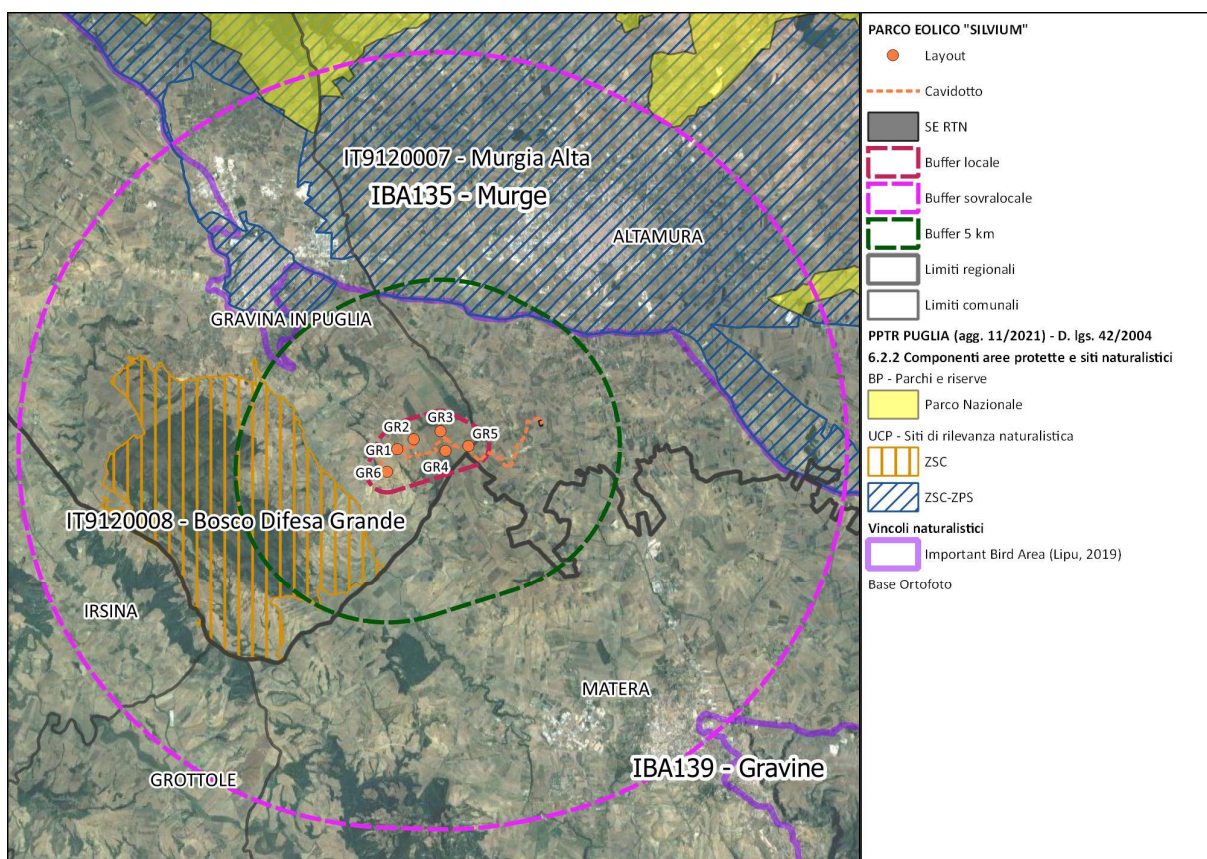 IT9120007 - Murgia Alta
IBA135 - Murge
ALTAMURA
GRAVINA IN PUGLIA
GR3
GR2
GR5
GR1
GR4
GR6
IT9120008 - Bosco Difesa Grande
IRSINA
MATERA
IBA139 - Gravine
GROTTOLE
PARCO EOLICO "SILVIUM"
Layout
Cavidotto
SE RTN
Buffer locale
Buffer sovralocale
Buffer 5 km
Limiti regionali
Limiti comunali
PPTR PUGLIA (agg. 11/2021) - D. lgs. 42/2004
6.2.2 Componenti aree protette e siti naturalistici
BP - Parchi e riserve
Parco Nazionale
UCP - Siti di rilevanza naturalistica
ZSC
ZSC-ZPS
Vincoli naturalistici
Important Bird Area (Lipu, 2019)
Base Ortofoto